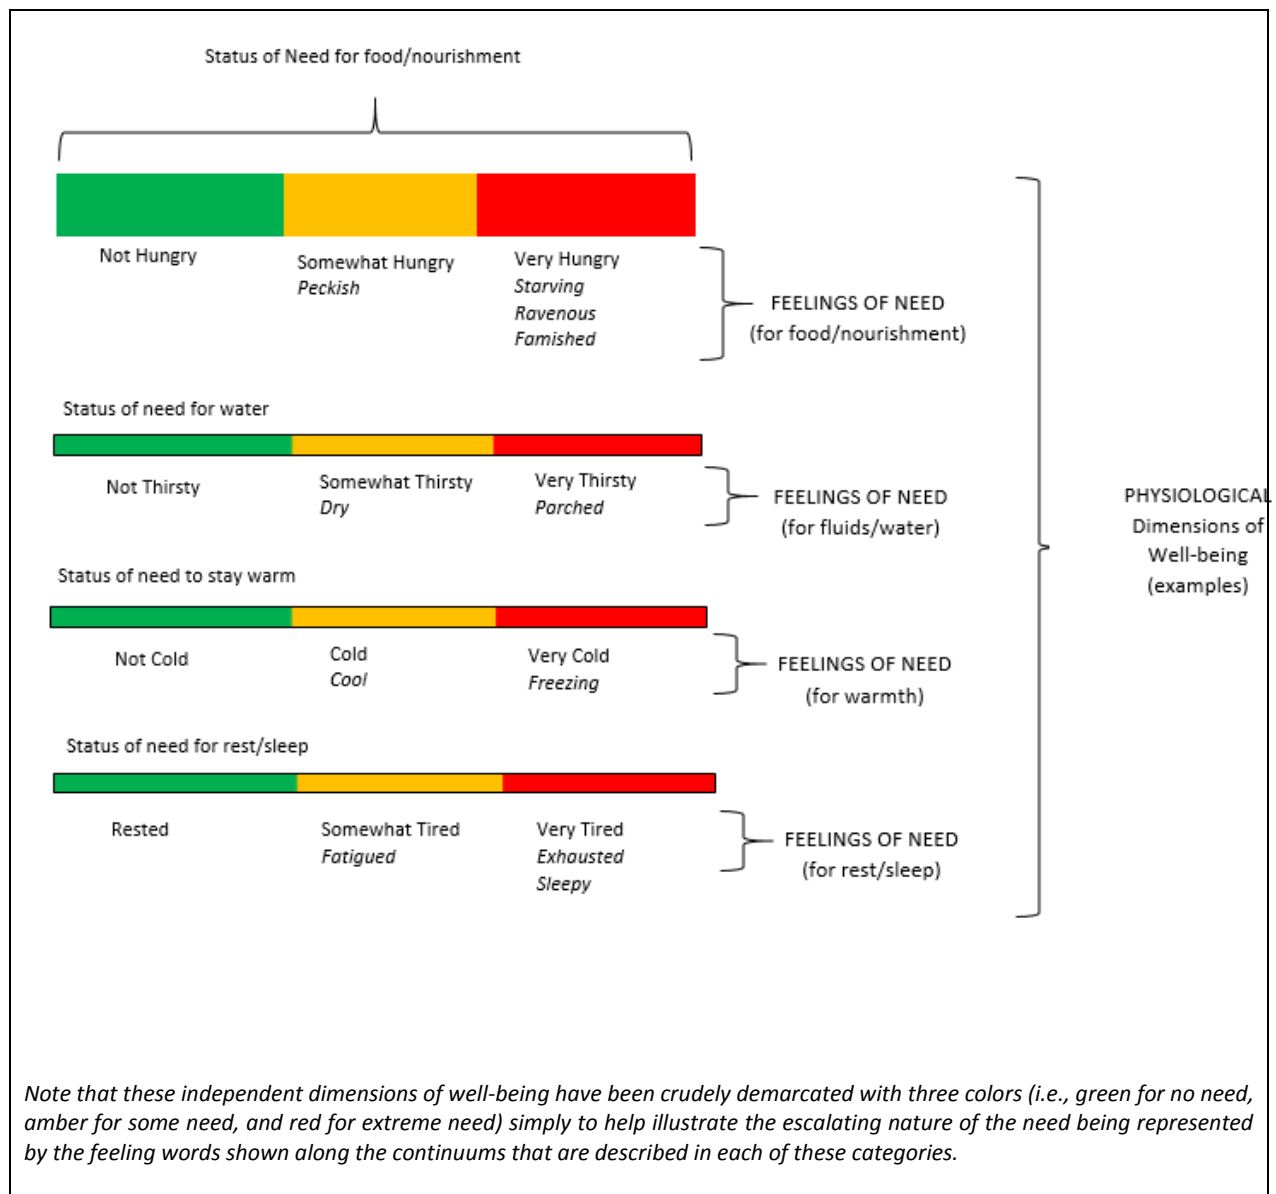 Status of Need for food/nourishment
Not Hungry
Somewhat Hungry
Peckish
Very Hungry
Starving
Ravenous
Famished
FEELINGS OF NEED
(for food/nourishment)
Status of need for water
Not Thirsty
Somewhat Thirsty
Dry
Very Thirsty
Parched
FEELINGS OF NEED
(for fluids/water)
PHYSIOLOGICAL
Dimensions of
Well-being
(examples)
Status of need to stay warm
Not Cold
Cold
Cool
Very Cold
Freezing
FEELINGS OF NEED
(for warmth)
Status of need for rest/sleep
Rested
Somewhat Tired
Fatigued
Very Tired
Exhausted
Sleepy
FEELINGS OF NEED
(for rest/sleep)
Note that these independent dimensions of well-being have been crudely demarcated with three colors (i.e., green for no need,
amber for some need, and red for extreme need) simply to help illustrate the escalating nature of the need being represented
by the feeling words shown along the continuums that are described in each of these categories.